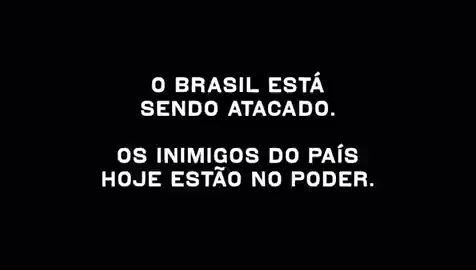 O BRASIL ESTÁ
SENDO ATACADO.
OS INIMIGOS DO PAÍS
HOJE ESTÃO NO PODER.